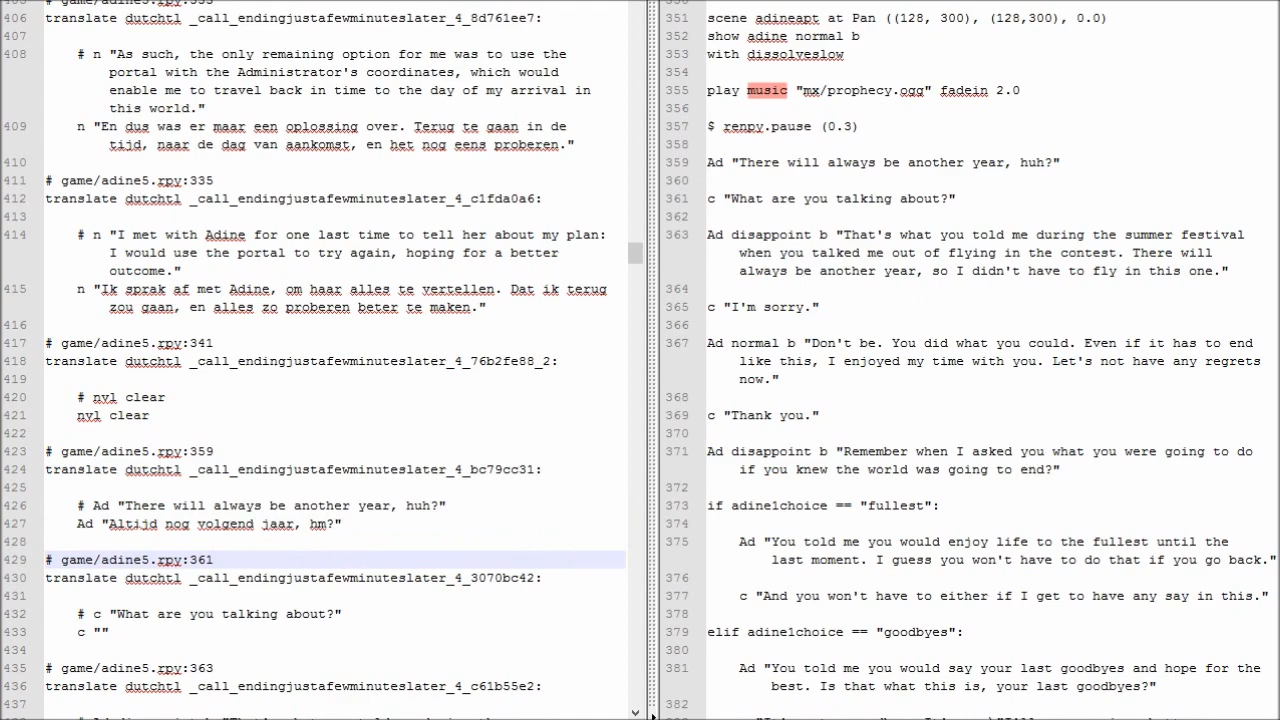 406 translate dutchtl _call_endingjustafewminuteslater_4_8d761ee7:
407
408 # n "As such, the only remaining option for me was to use the
portal with the Administrator's coordinates, which would
enable me to travel back in time to the day of my arrival in
this world."
409 n "En dus was er maar een oplossing over. Terug te gaan in de
tijd, naar de dag van aankomst, en het nog eens proberen."
410
411 # game/adine5.rpy:335
412 translate dutchtl _call_endingjustafewminuteslater_4_c1fda0a6:
413
414 # n "I met with Adine for one last time to tell her about my plan:
I would use the portal to try again, hoping for a better
outcome."
415 n "Ik sprak af met Adine, om haar alles te vertellen. Dat ik terug
zou gaan, en alles zo proberen beter te maken."
416
417 # game/adine5.rpy:341
418 translate dutchtl _call_endingjustafewminuteslater_4_76b2fe88_2:
419
420 # nvl clear
421 nvl clear
422
423 # game/adine5.rpy:359
424 translate dutchtl _call_endingjustafewminuteslater_4_bc79cc31:
425
426 # Ad "There will always be another year, huh?"
427 Ad "Altijd nog volgend jaar, hm?"
428
429 # game/adine5.rpy:361
430 translate dutchtl _call_endingjustafewminuteslater_4_3070bc42:
431
432 # c "What are you talking about?"
433 c ""
434
435 # game/adine5.rpy:363
436 translate dutchtl _call_endingjustafewminuteslater_4_c61b55e2:
437
351 scene adineapt at Pan ((128, 300), (128,300), 0.0)
352 show adine normal b
353 with dissolveslow
354
355 play music "mx/prophecy.ogg" fadein 2.0
356
357 $ renpy.pause (0.3)
358
359 Ad "There will always be another year, huh?"
360
361 c "What are you talking about?"
362
363 Ad disappoint b "That's what you told me during the summer festival
when you talked me out of flying in the contest. There will
always be another year, so I didn't have to fly in this one."
364
365 c "I'm sorry."
366
367 Ad normal b "Don't be. You did what you could. Even if it has to end
like this, I enjoyed my time with you. Let's not have any regrets
now."
368
369 c "Thank you."
370
371 Ad disappoint b "Remember when I asked you what you were going to do
if you knew the world was going to end?"
372
373 if adine1choice == "fullest":
374
375 Ad "You told me you would enjoy life to the fullest until the
last moment. I guess you won't have to do that if you go back."
376
377 c "And you won't have to either if I get to have any say in this."
378
379 elif adine1choice == "goodbyes":
380
381 Ad "You told me you would say your last goodbyes and hope for the
best. Is that what this is, your last goodbyes?"
382